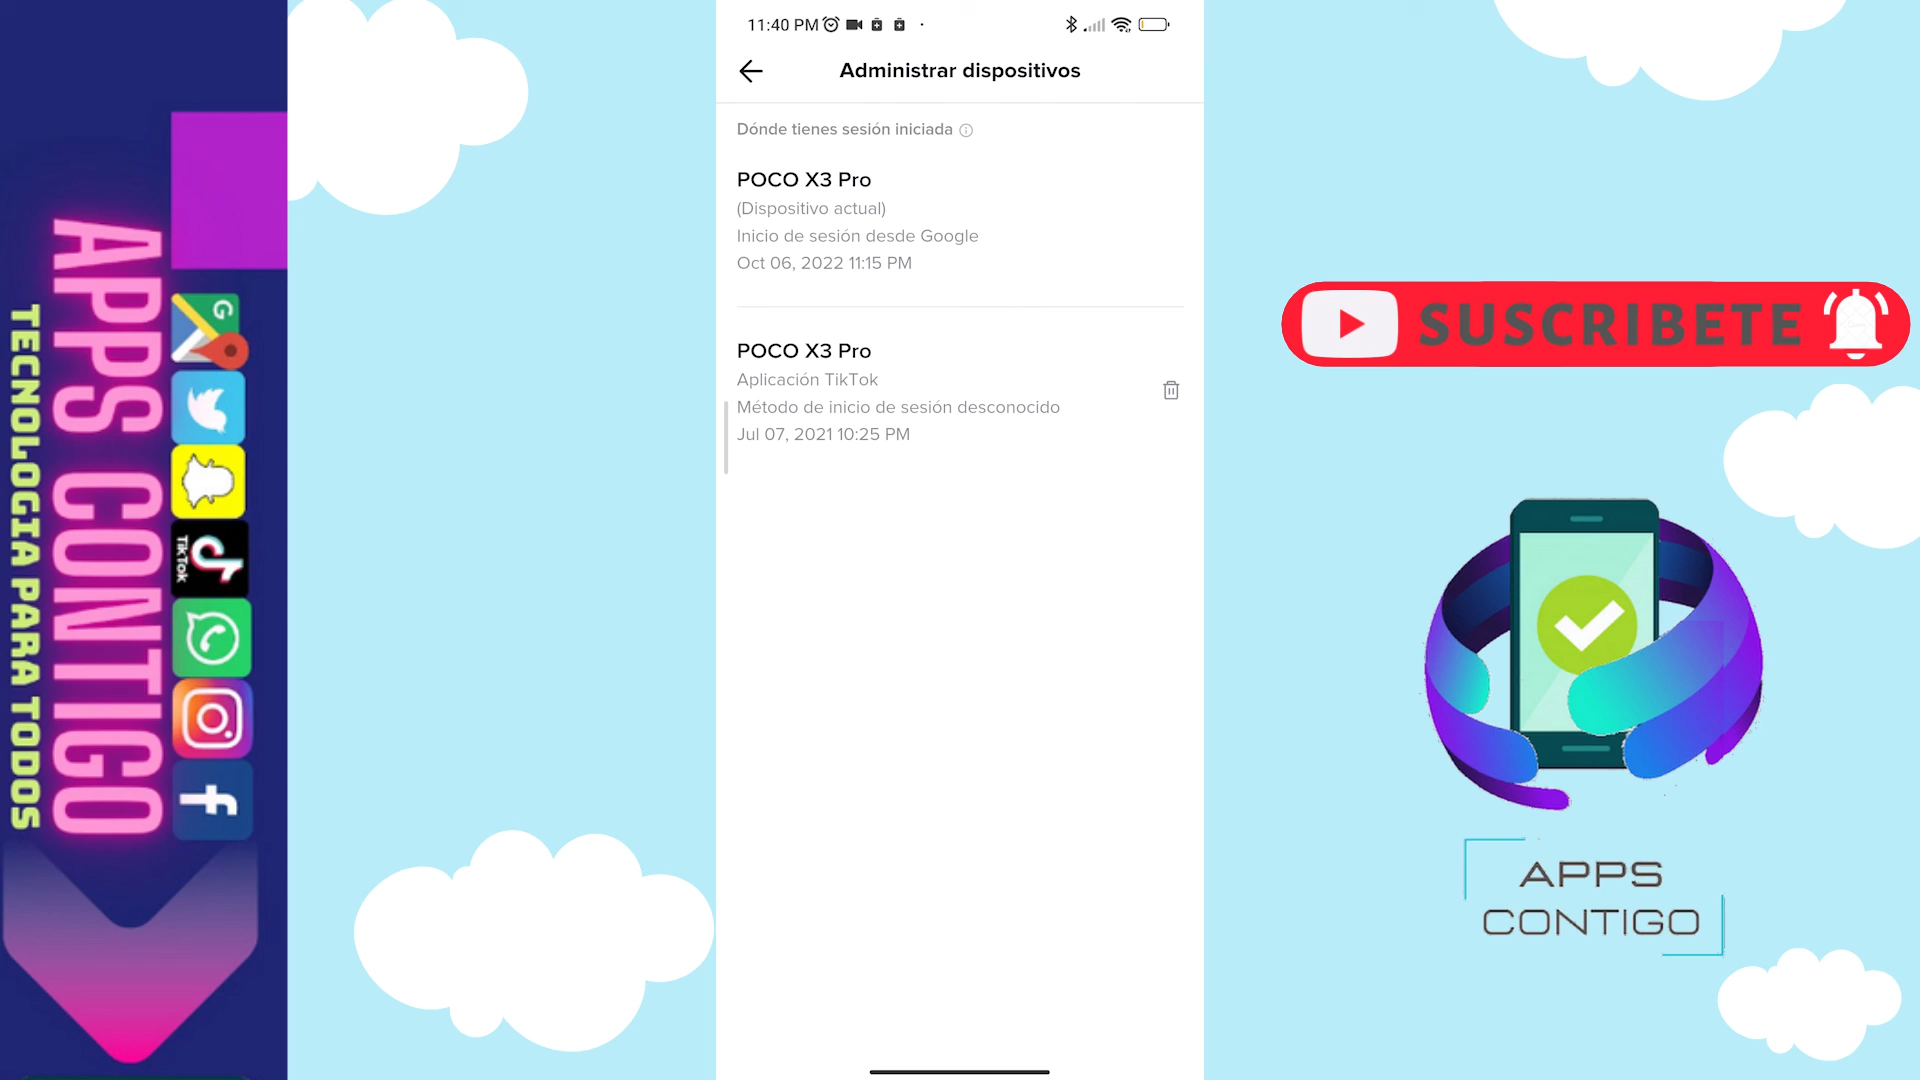 APPS CONTIGO
TECNOLOGIA PARA TODOS
G
TikTok
11:40 PM
Administrar dispositivos
Dónde tienes sesión iniciada
POCO X3 Pro
(Dispositivo actual)
Inicio de sesión desde Google
Oct 06, 2022 11:15 PM
POCO X3 Pro
Aplicación TikTok
Método de inicio de sesión desconocido
Jul 07, 2021 10:25 PM
SUSCRIBETE
APPS
CONTIGO